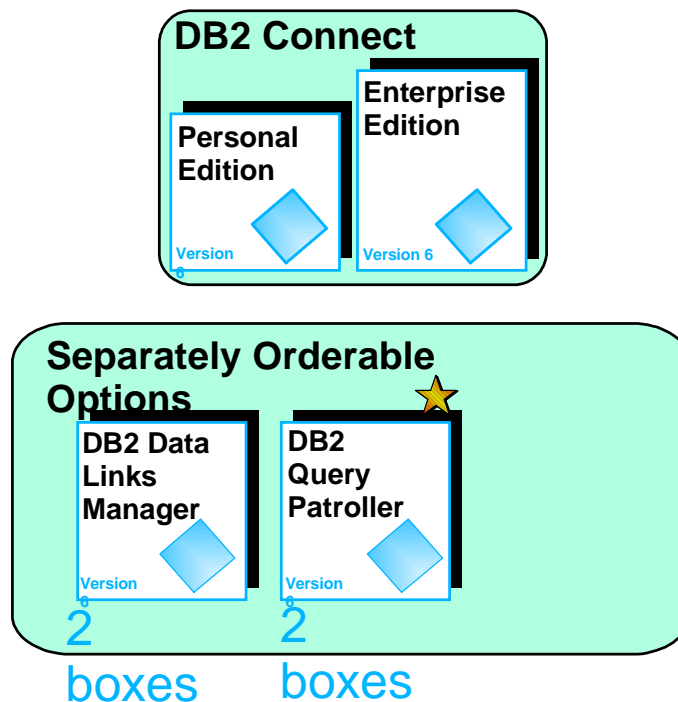 DB2 Connect
Personal
Edition
Version
6
Enterprise
Edition
Version 6
Separately Orderable
Options
DB2 Data
Links
Manager
Version
6
2
boxes
DB2
Query
Patroller
Version
6
2
boxes